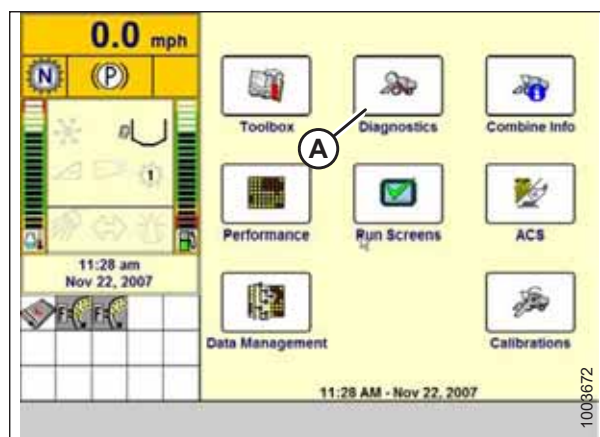 0.0 mph
N
(P)
1
11:28 am
Nov 22, 2007
Toolbox
Diagnostics
Combine Info
A
Performance
Run Screens
ACS
Data Management
Calibrations
11:28 AM - Nov 22, 2007
1003672